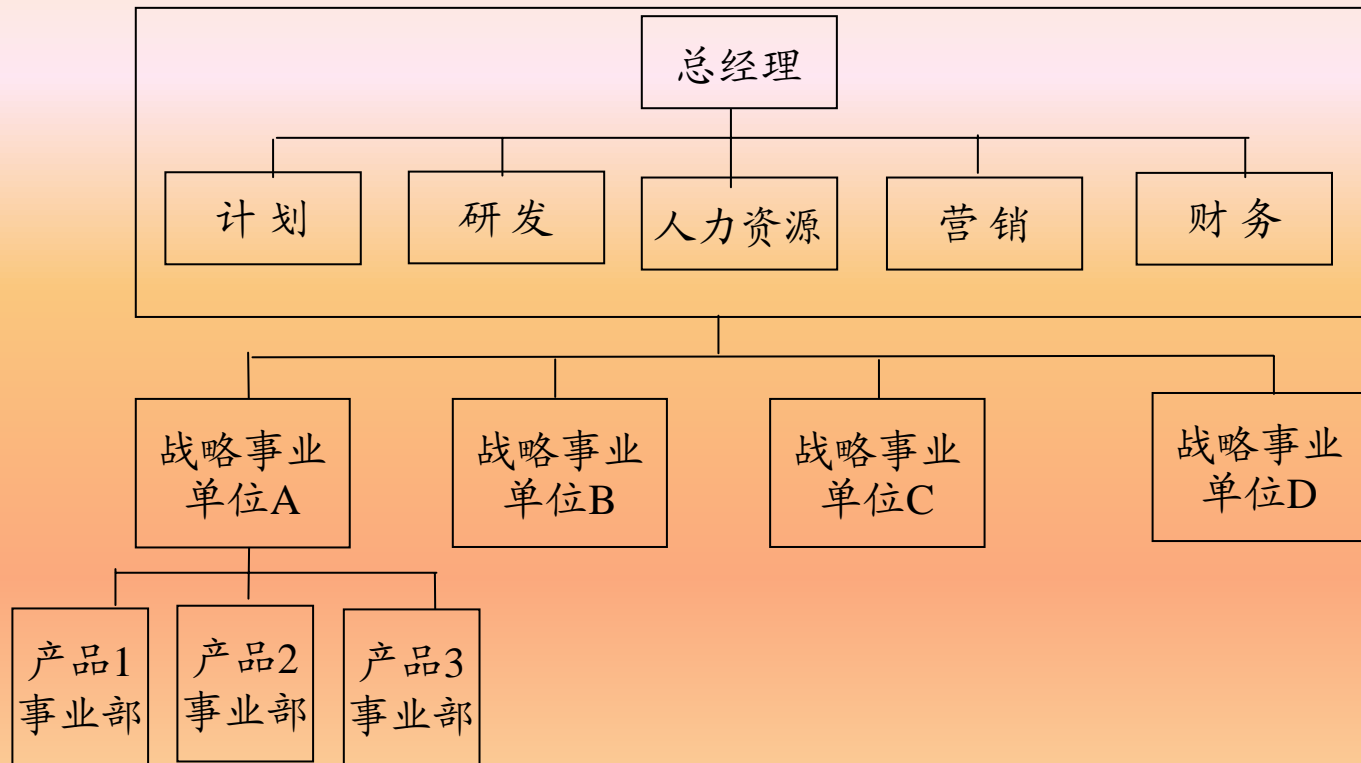 总经理
计划
研发
人力资源
营销
财务
战略事业
单位A
战略事业
单位B
战略事业
单位C
战略事业
单位D
产品1
事业部
产品2
事业部
产品3
事业部